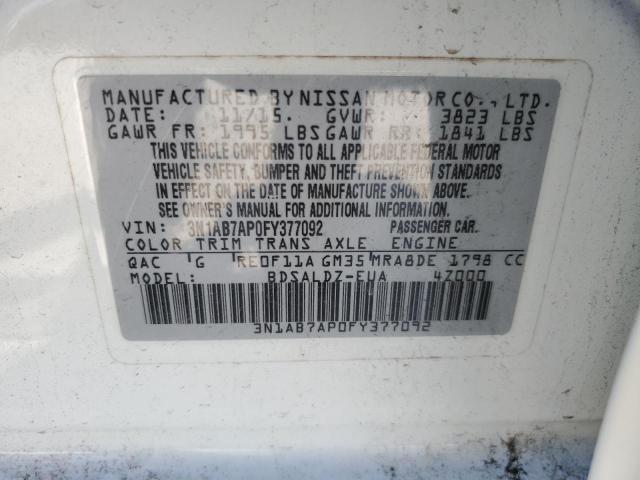 MANUFACTURED BY NISSAN MOTOR CO., LTD.
DATE: 11/15. GVWR: 3823 LBS
GAWR FR: 1995 LBS GAWR RR: 1841 LBS
THIS VEHICLE CONFORMS TO ALL APPLICABLE FEDERAL MOTOR
VEHICLE SAFETY, BUMPER AND THEFT PREVENTION STANDARDS
IN EFFECT ON THE DATE OF MANUFACTURE SHOWN ABOVE.
SEE OWNER'S MANUAL FOR ADDITIONAL INFORMATION.
VIN: 3N1AB7AP0FY377092 PASSENGER CAR.
COLOR TRIM TRANS AXLE ENGINE
QAC G RE0F11A GM35 MRA8DE 1798 CC
MODEL: BDSALDZ-EUA 4Z000
3N1AB7AP0FY377092